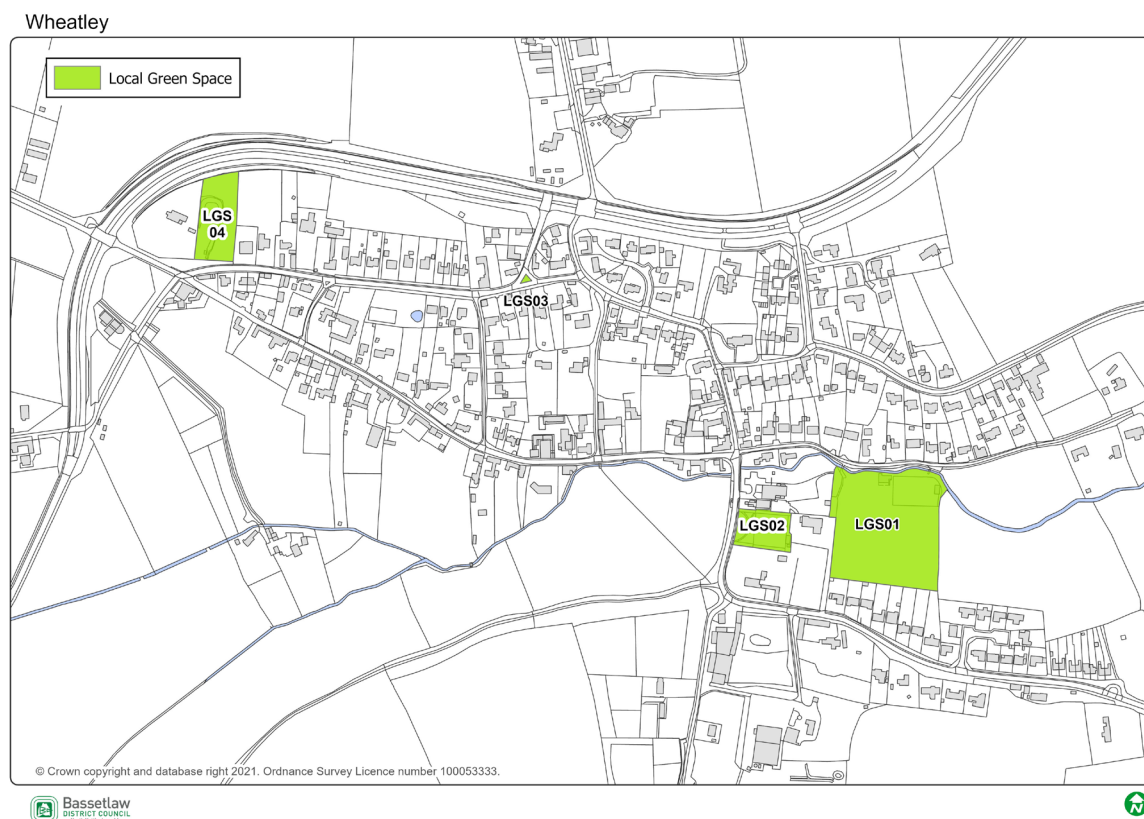 Wheatley
Local Green Space
LGS
04
LGS03
LGS02
LGS01
© Crown copyright and database right 2021. Ordnance Survey Licence number 100053333.
Bassetlaw
DISTRICT COUNCIL
N